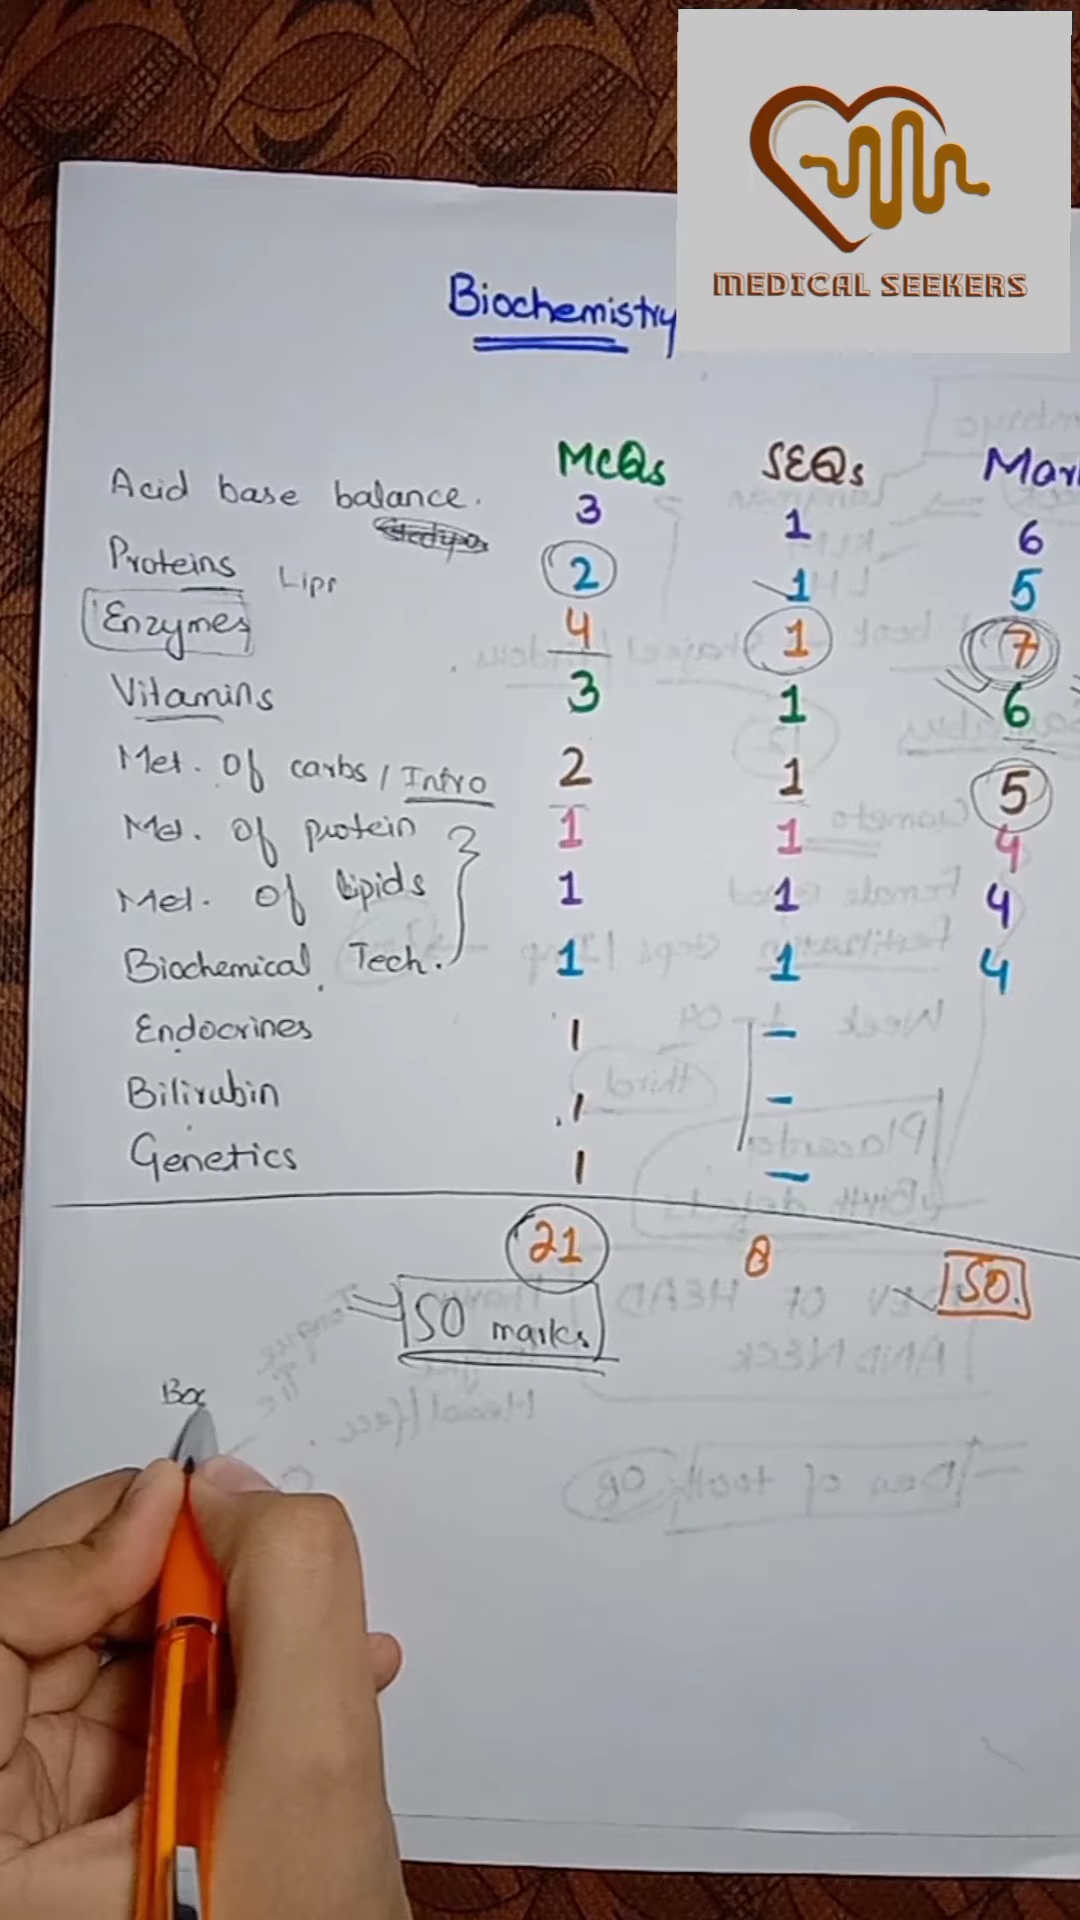 MEDICAL SEEKERS
Biochemistry
MCQs SEQs Mar
Acid base balance. 3 1 6
Proteins Lipr 2 1 5
Enzymes 4 1 7
Vitamins 3 1 6
Met. Of carbs / Intro 2 1 5
Met. Of protein 1 1 4
Met. Of Lipids 1 1 4
Biochemical Tech. 1 1 4
Endocrines 1 -
Bilirubin 1 -
Genetics 1 -
21 8 50.
50 marks
Bo